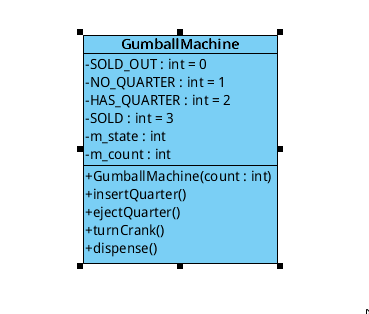 GumballMachine
-SOLD_OUT : int = 0
-NO_QUARTER : int = 1
-HAS_QUARTER : int = 2
-SOLD : int = 3
-m_state : int
-m_count : int
+GumballMachine(count : int)
+insertQuarter()
+ejectQuarter()
+turnCrank()
+dispense()